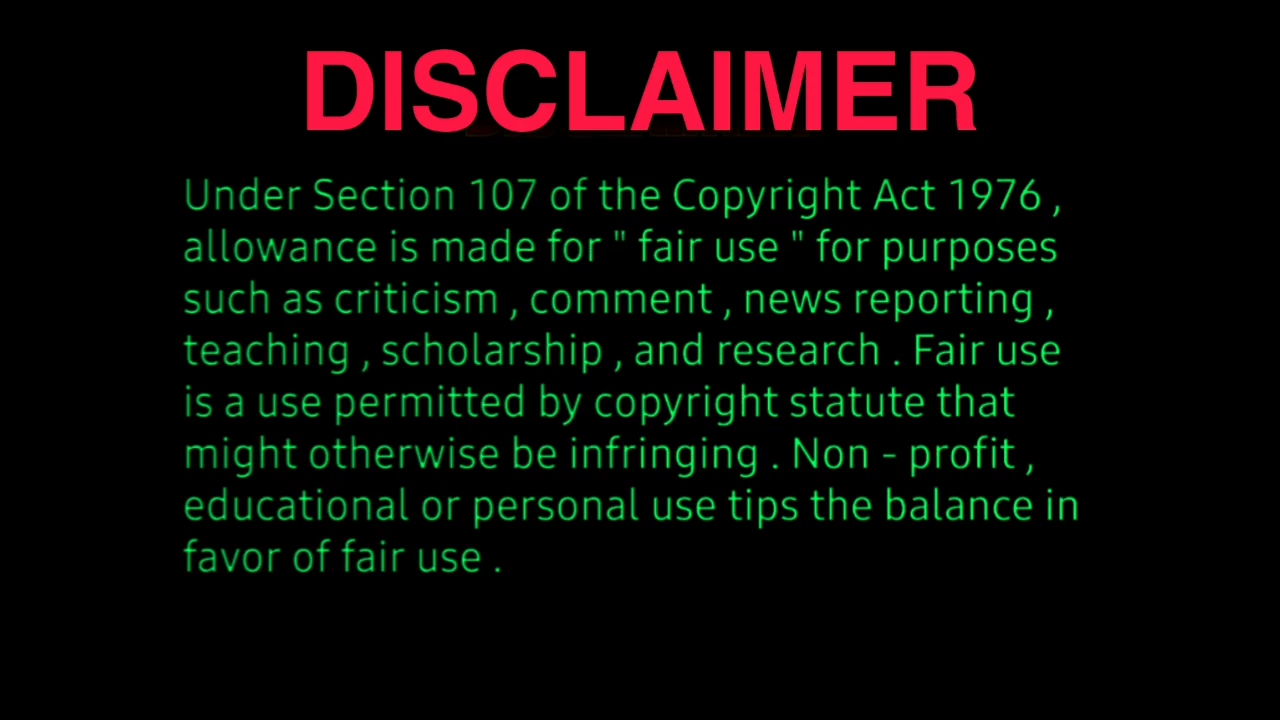 DISCLAIMER
Under Section 107 of the Copyright Act 1976 ,
allowance is made for " fair use " for purposes
such as criticism , comment , news reporting ,
teaching , scholarship , and research . Fair use
is a use permitted by copyright statute that
might otherwise be infringing . Non - profit ,
educational or personal use tips the balance in
favor of fair use .